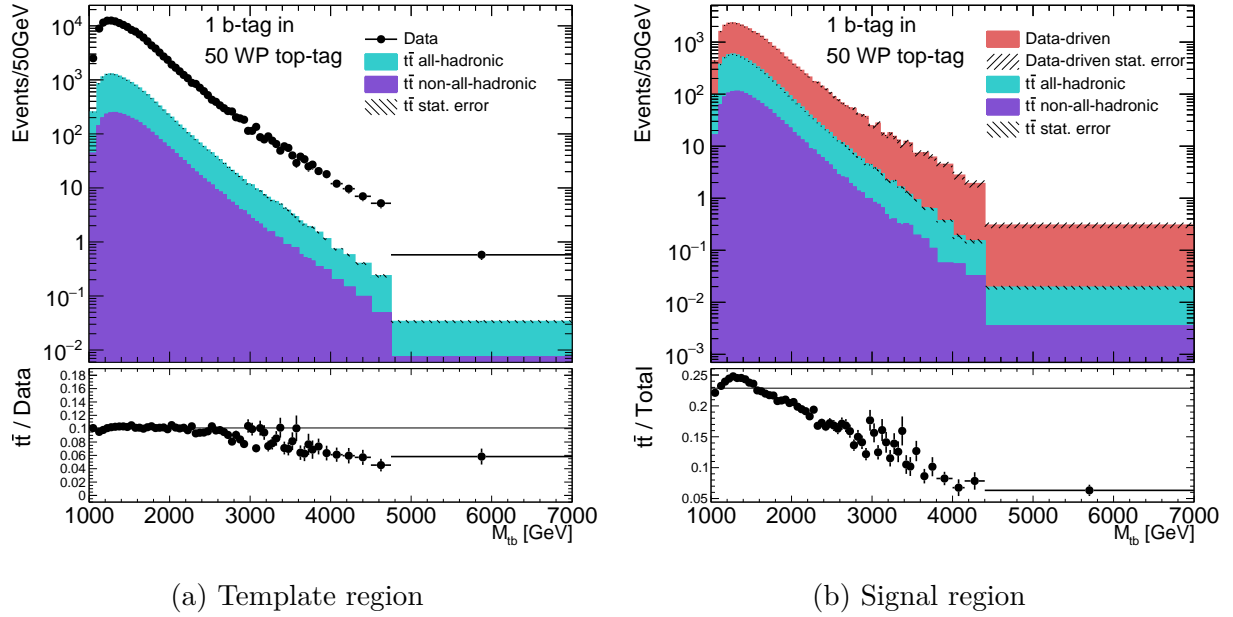 Events/50GeV
10⁴
10³
10²
10
1
10⁻¹
10⁻²
1 b-tag in
50 WP top-tag
Data
tt̄ all-hadronic
tt̄ non-all-hadronic
tt̄ stat. error
tt̄ / Data
0.18
0.16
0.14
0.12
0.1
0.08
0.06
0.04
0.02
0
1000 2000 3000 4000 5000 6000 7000
M_tb [GeV]
(a) Template region
Events/50GeV
10³
10²
10
1
10⁻¹
10⁻²
10⁻³
1 b-tag in
50 WP top-tag
Data-driven
Data-driven stat. error
tt̄ all-hadronic
tt̄ non-all-hadronic
tt̄ stat. error
tt̄ / Total
0.25
0.2
0.15
0.1
0.05
1000 2000 3000 4000 5000 6000 7000
M_tb [GeV]
(b) Signal region